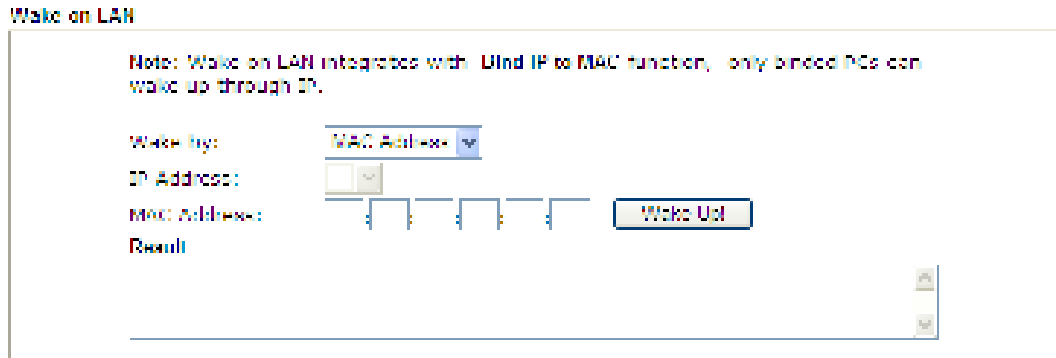 Wake on LAN
Note: Wake on LAN integrates with Bind IP to MAC function, only binded PCs can
wake up through IP.
Wake by: MAC Address
IP Address:
MAC Address: : : : : : Wake Up!
Result